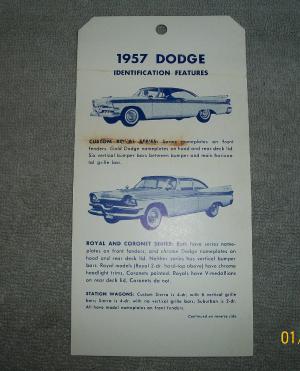 1957 DODGE
IDENTIFICATION FEATURES
CUSTOM ROYAL SERIES: Series nameplates on front
fenders. Gold Dodge nameplates on hood and rear deck lid.
Six vertical bumper bars between bumper and main horizon-
tal grille bar.
ROYAL AND CORONET SERIES: Both have series name-
plates on front fenders, and chrome Dodge nameplates on
hood and rear deck lid. Neither series has vertical bumper
bars. Royal models (Royal 2-dr. hard-top above) have chrome
headlight trims, Coronets painted. Royals have V-medallions
on rear deck lid, Coronets do not.
STATION WAGONS: Custom Sierra is 4-dr. with 6 vertical grille
bars; Sierra is 4-dr. with no vertical grille bars; Suburban is 2-dr.
All have model nameplates on front fenders.
Continued on reverse side
01/